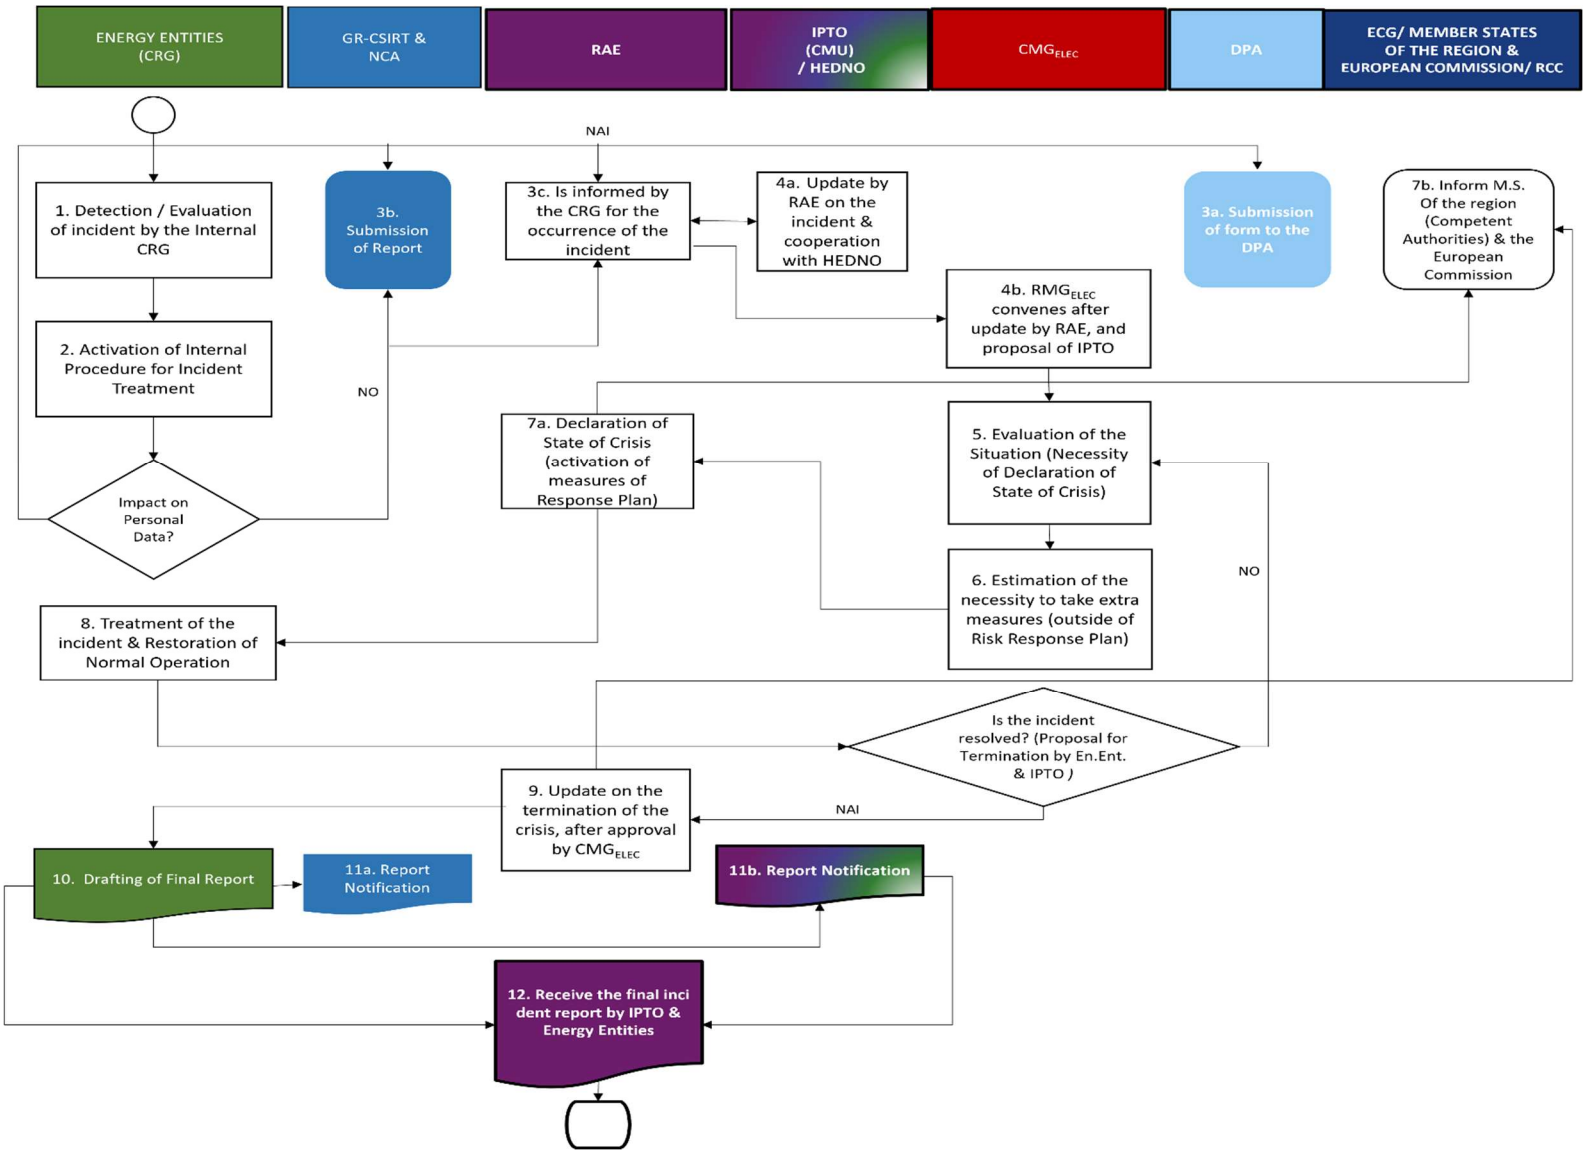 ENERGY ENTITIES
(CRG)
GR-CSIRT &
NCA
RAE
IPTO
(CMU)
/ HEDNO
CMGELEC
DPA
ECG/ MEMBER STATES
OF THE REGION &
EUROPEAN COMMISSION/ RCC
NAI
1. Detection / Evaluation
of incident by the Internal
CRG
3b.
Submission
of Report
3c. Is informed by
the CRG for the
occurrence of the
incident
4a. Update by
RAE on the
incident &
cooperation
with HEDNO
3a. Submission
of form to the
DPA
7b. Inform M.S.
Of the region
(Competent
Authorities) & the
European
Commission
4b. RMGELEC
convenes after
update by RAE, and
proposal of IPTO
2. Activation of Internal
Procedure for Incident
Treatment
NO
7a. Declaration of
State of Crisis
(activation of
measures of
Response Plan)
5. Evaluation of the
Situation (Necessity
of Declaration of
State of Crisis)
Impact on
Personal
Data?
NO
6. Estimation of the
necessity to take extra
measures (outside of
Risk Response Plan)
8. Treatment of the
incident & Restoration of
Normal Operation
Is the incident
resolved? (Proposal for
Termination by En.Ent.
& IPTO )
9. Update on the
termination of the
crisis, after approval
by CMGELEC
NAI
10. Drafting of Final Report
11a. Report
Notification
11b. Report Notification
12. Receive the final inci
dent report by IPTO &
Energy Entities